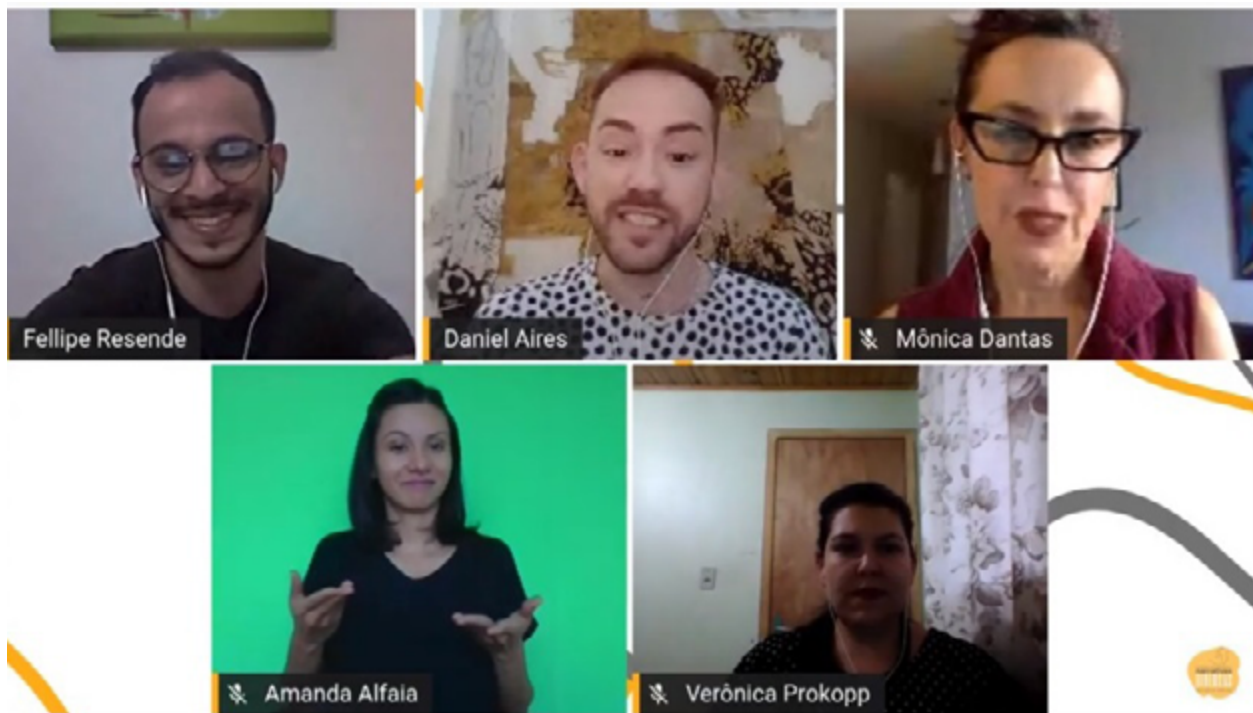 Fellipe Resende
Daniel Aires
Mônica Dantas
Amanda Alfaia
Verônica Prokopp